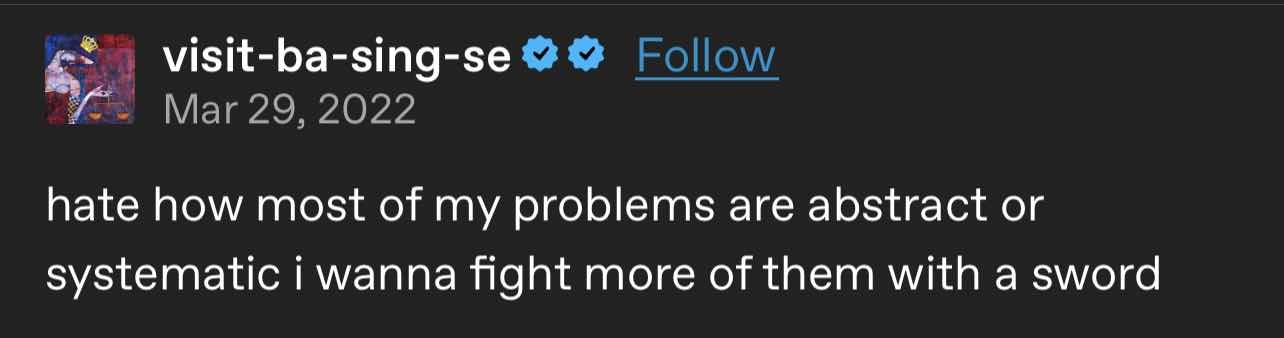 visit-ba-sing-se Follow
Mar 29, 2022
hate how most of my problems are abstract or
systematic i wanna fight more of them with a sword